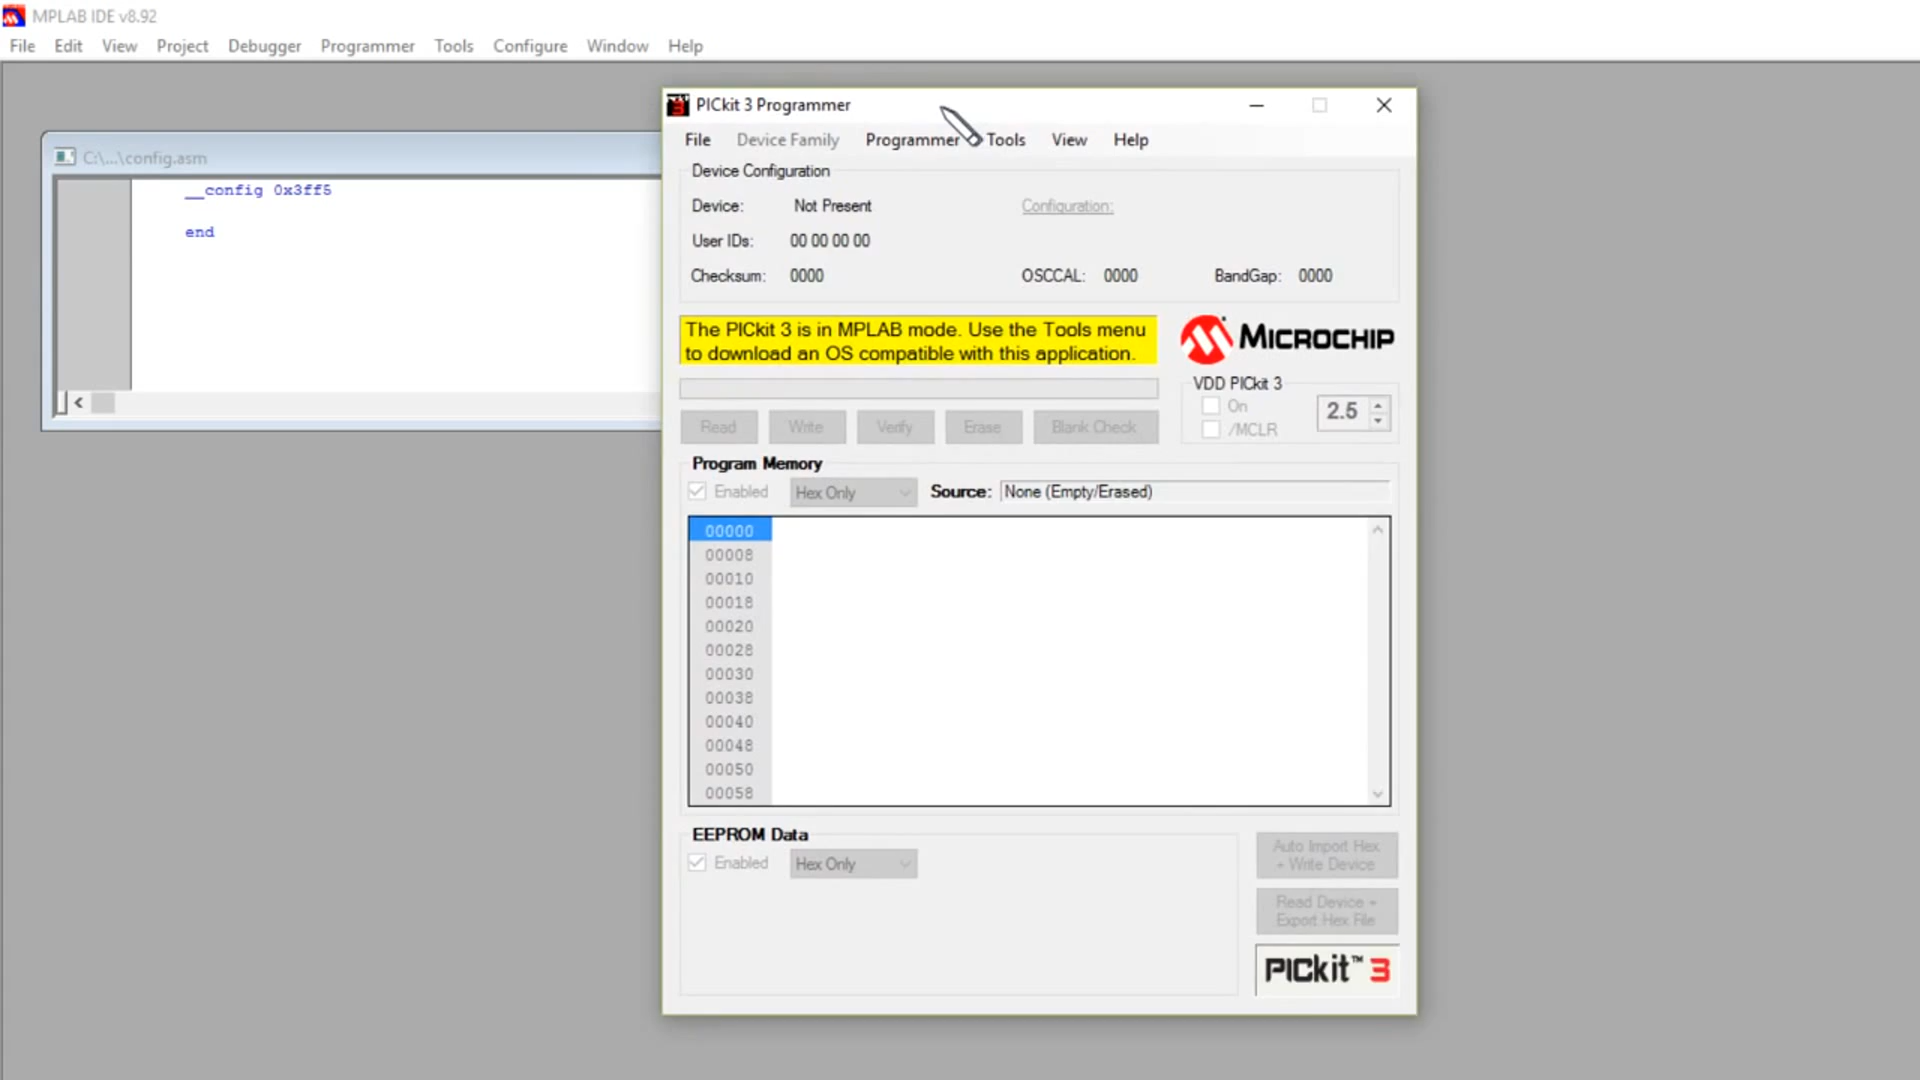 MPLAB IDE v8.92
File Edit View Project Debugger Programmer Tools Configure Window Help
C:\...\config.asm
__config 0x3ff5
end
PICkit 3 Programmer
File Device Family Programmer Tools View Help
Device Configuration
Device: Not Present Configuration:
User IDs: 00 00 00 00
Checksum: 0000 OSCCAL: 0000 BandGap: 0000
The PICkit 3 is in MPLAB mode. Use the Tools menu
to download an OS compatible with this application.
MICROCHIP
VDD PICkit 3
On
/MCLR
2.5
Read Write Verify Erase Blank Check
Program Memory
Enabled Hex Only Source: None (Empty/Erased)
00000
00008
00010
00018
00020
00028
00030
00038
00040
00048
00050
00058
EEPROM Data
Enabled Hex Only
Auto Import Hex
+ Write Device
Read Device +
Export Hex File
PICkit™ 3